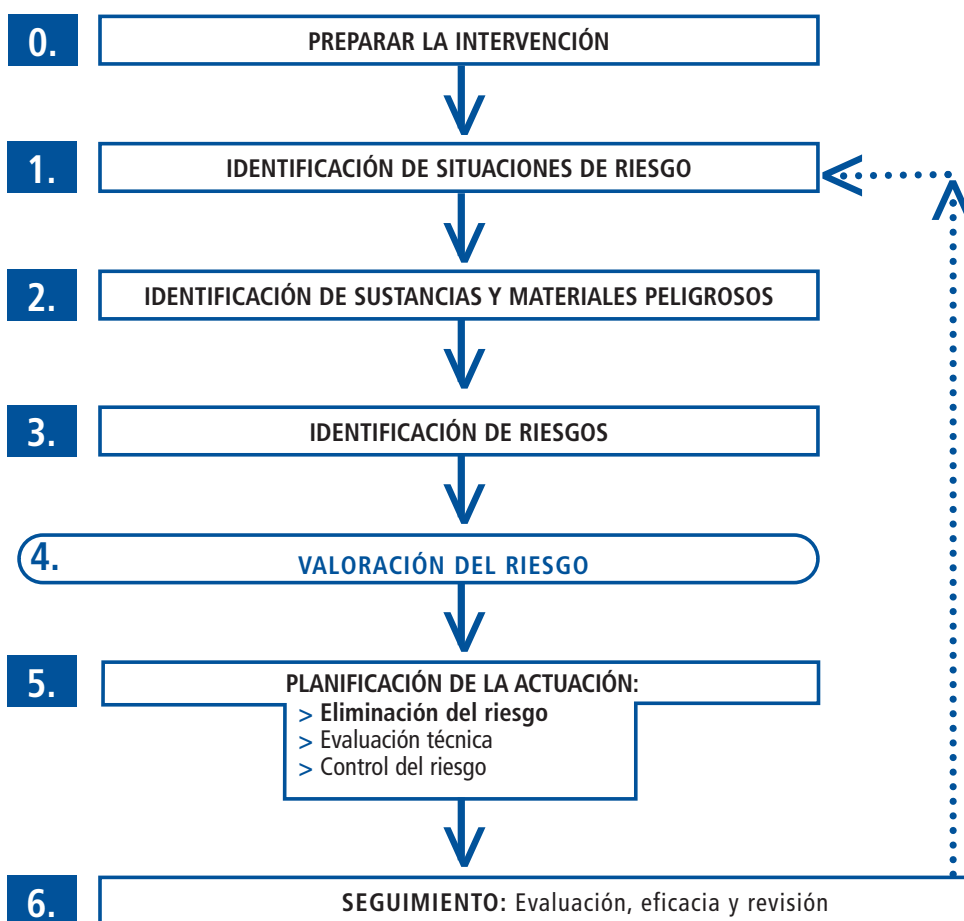 0. PREPARAR LA INTERVENCIÓN
1. IDENTIFICACIÓN DE SITUACIONES DE RIESGO
2. IDENTIFICACIÓN DE SUSTANCIAS Y MATERIALES PELIGROSOS
3. IDENTIFICACIÓN DE RIESGOS
4. VALORACIÓN DEL RIESGO
5. PLANIFICACIÓN DE LA ACTUACIÓN:
> Eliminación del riesgo
> Evaluación técnica
> Control del riesgo
6. SEGUIMIENTO: Evaluación, eficacia y revisión